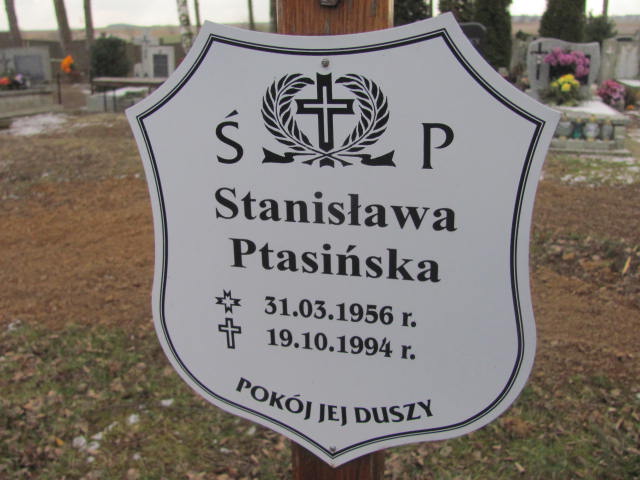 Ś P
Stanisława
Ptasińska
31.03.1956 r.
19.10.1994 r.
POKÓJ JEJ DUSZY